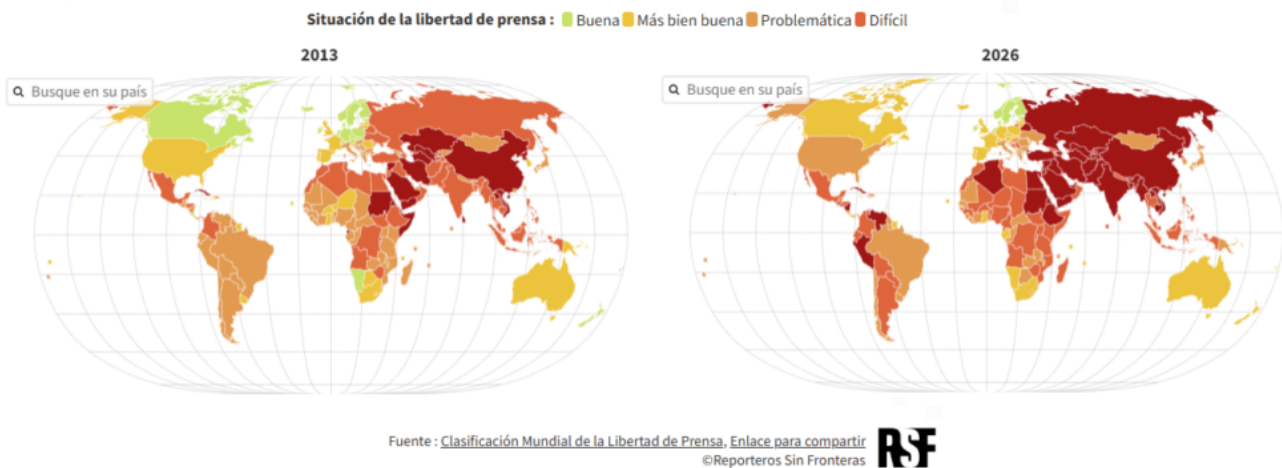 Situación de la libertad de prensa : Buena Más bien buena Problemática Difícil
2013
2026
Busque en su país
Busque en su país
Fuente : Clasificación Mundial de la Libertad de Prensa, Enlace para compartir
©Reporteros Sin Fronteras
RSF